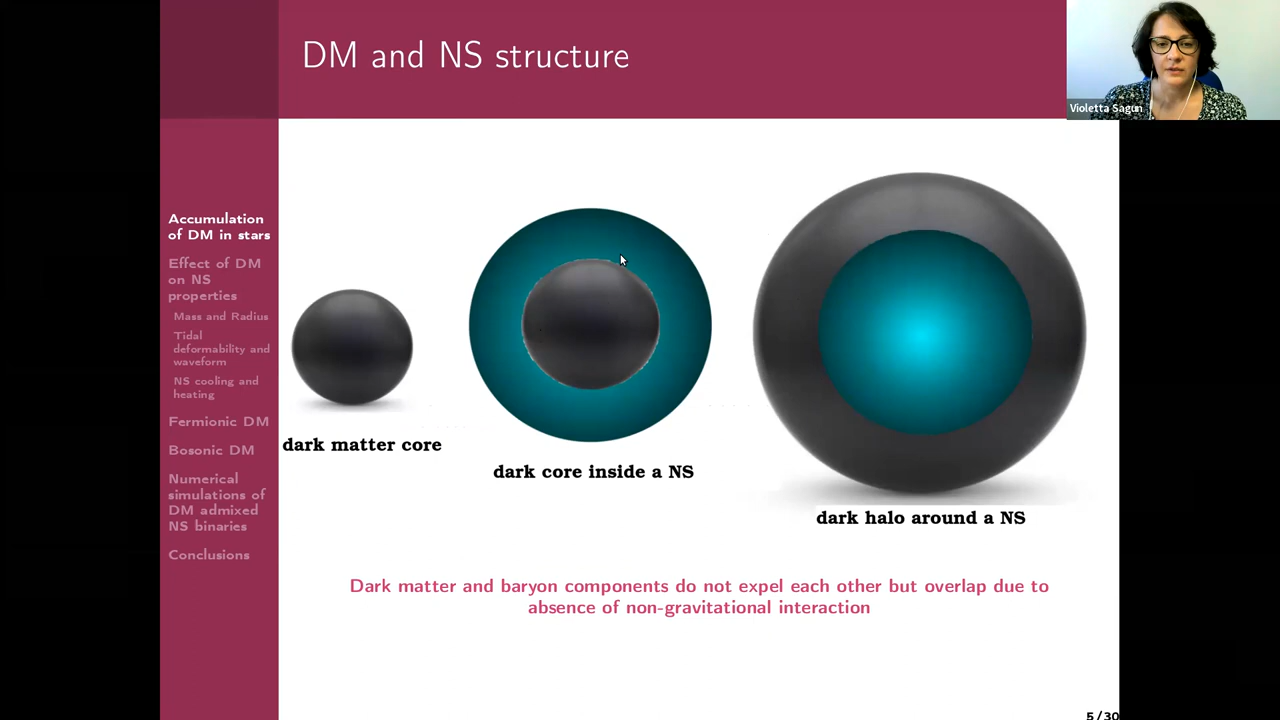 DM and NS structure
Violetta Sagun
Accumulation
of DM in stars
Effect of DM
on NS
properties
Mass and Radius
Tidal
deformability and
waveform
NS cooling and
heating
Fermionic DM
Bosonic DM
Numerical
simulations of
DM admixed
NS binaries
Conclusions
dark matter core
dark core inside a NS
dark halo around a NS
Dark matter and baryon components do not expel each other but overlap due to
absence of non-gravitational interaction
5 / 30